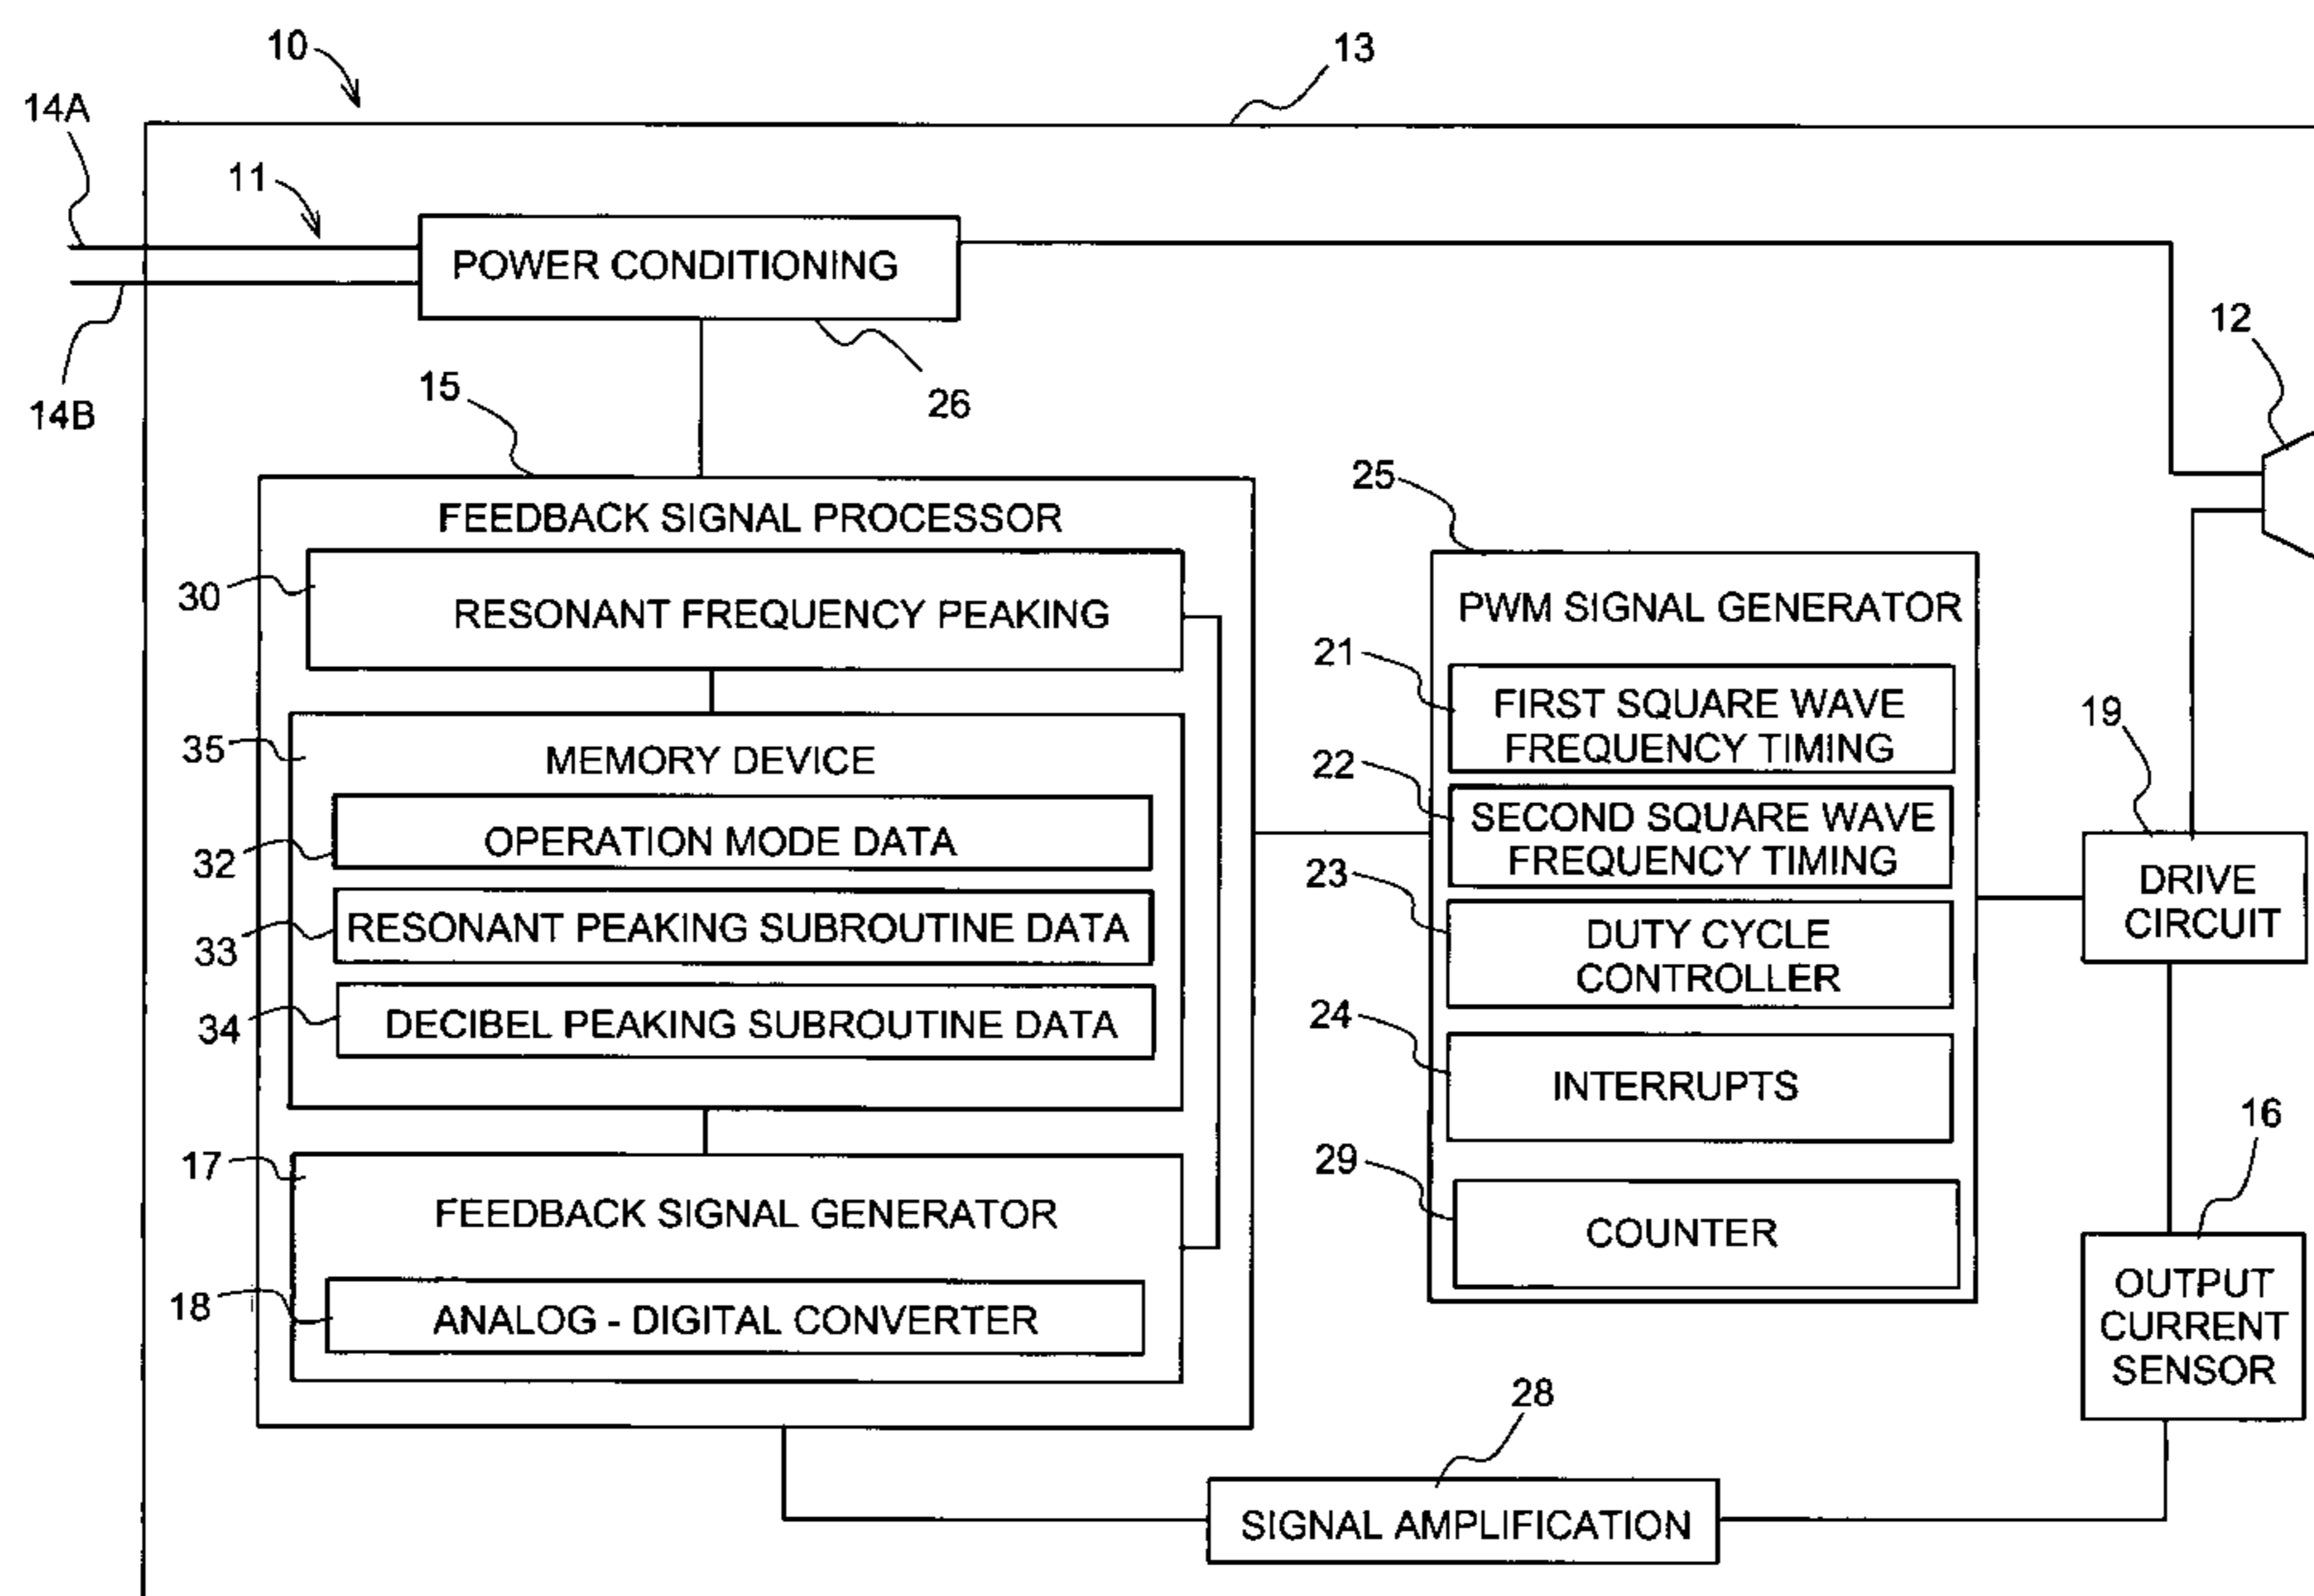 10
13
14A
11
POWER CONDITIONING
12
14B
15
26
25
FEEDBACK SIGNAL PROCESSOR
30
RESONANT FREQUENCY PEAKING
35
MEMORY DEVICE
32
OPERATION MODE DATA
33
RESONANT PEAKING SUBROUTINE DATA
34
DECIBEL PEAKING SUBROUTINE DATA
17
FEEDBACK SIGNAL GENERATOR
18
ANALOG - DIGITAL CONVERTER
PWM SIGNAL GENERATOR
21
FIRST SQUARE WAVE
FREQUENCY TIMING
22
SECOND SQUARE WAVE
FREQUENCY TIMING
23
DUTY CYCLE
CONTROLLER
24
INTERRUPTS
29
COUNTER
19
DRIVE
CIRCUIT
16
OUTPUT
CURRENT
SENSOR
28
SIGNAL AMPLIFICATION